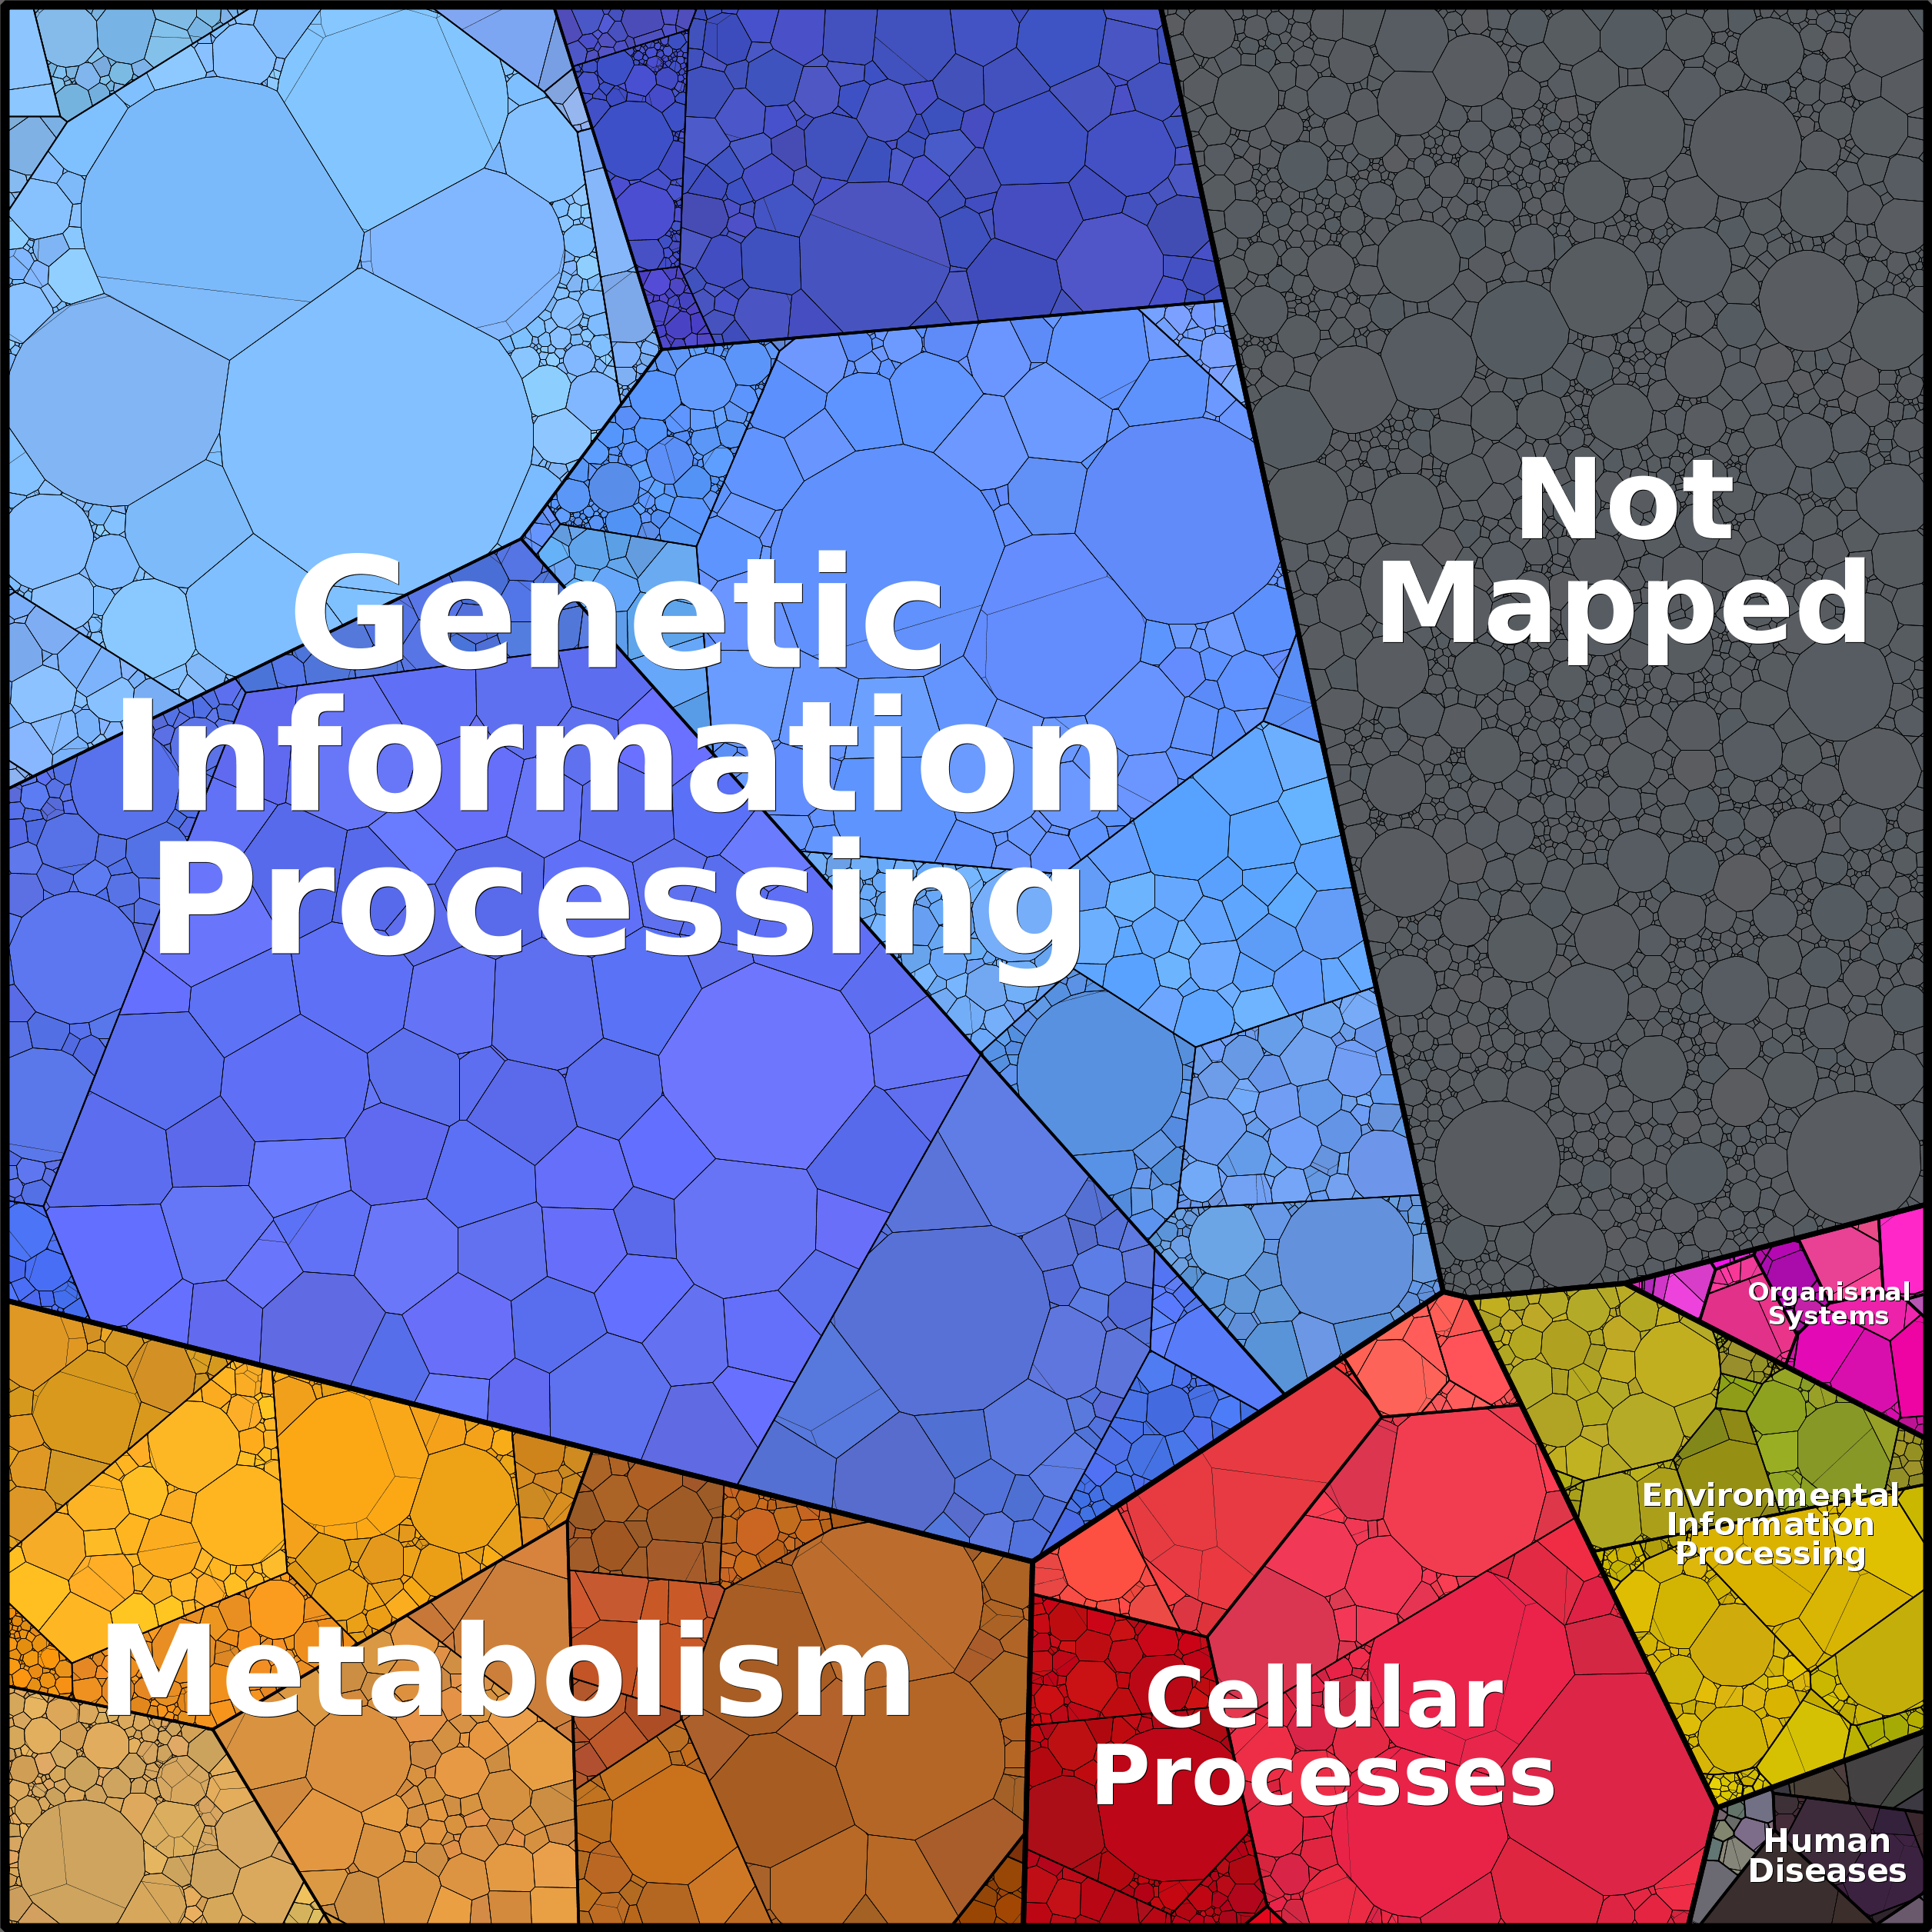 Genetic
Information
Processing
Not
Mapped
Organismal
Systems
Environmental
Information
Processing
Metabolism
Cellular
Processes
Human
Diseases